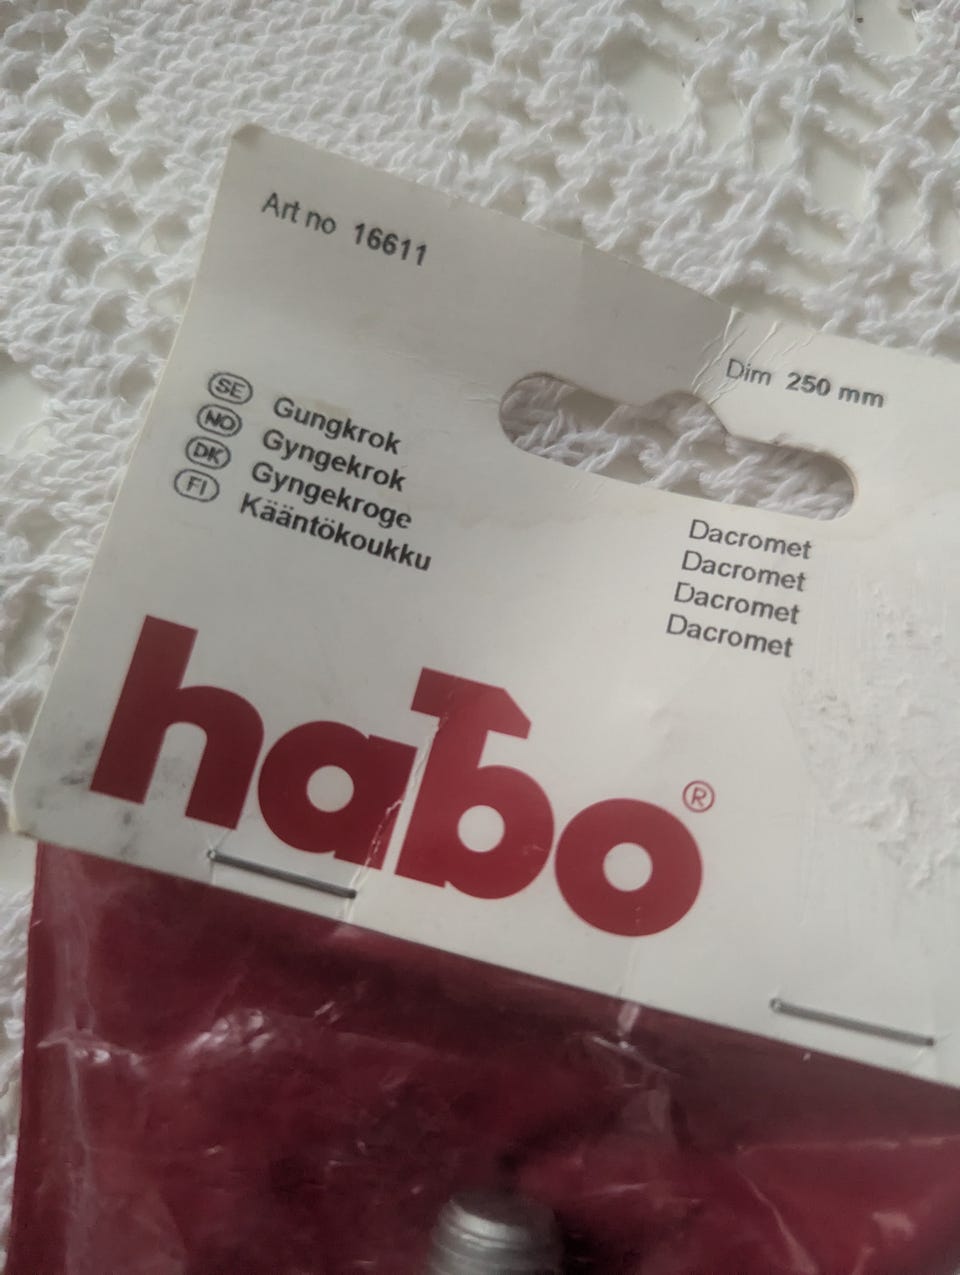 Art no 16611
Dim 250 mm
SE Gungkrok
NO Gyngekrok
DK Gyngekroge
FI Kääntökoukku
Dacromet
Dacromet
Dacromet
Dacromet
habo®